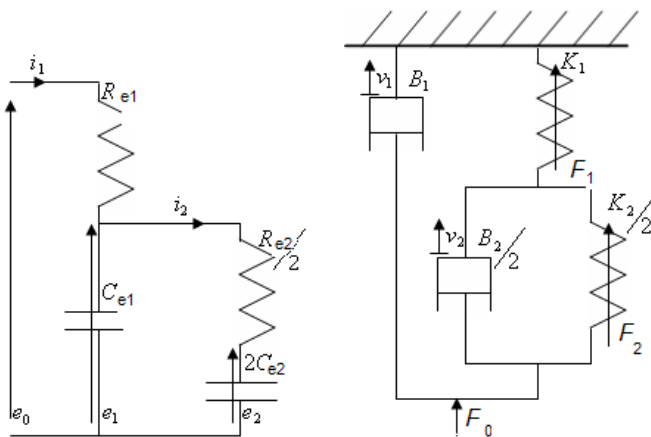 i₁
Rₑ₁
i₂
Rₑ₂/2
Cₑ₁
2Cₑ₂
e₀
e₁
e₂
v₁
B₁
K₁
F₁
v₂
B₂/2
K₂/2
F₂
F₀